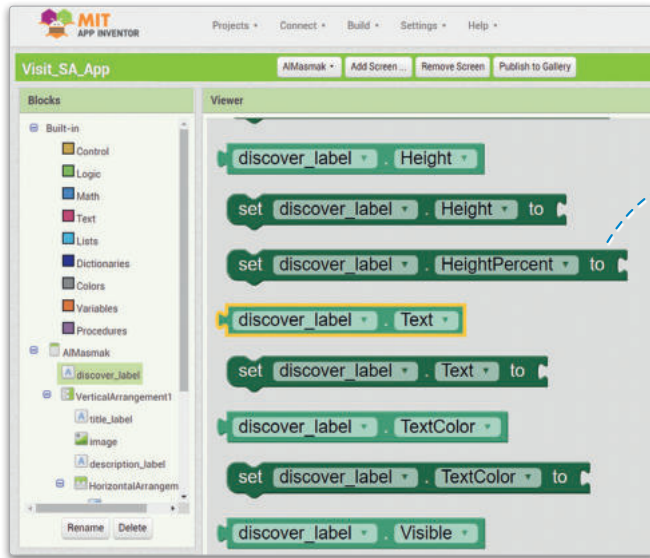 MIT
APP INVENTOR
Projects Connect Build Settings Help
Visit_SA_App
AlMasmak Add Screen ... Remove Screen Publish to Gallery
Blocks
Viewer
Built-in
Control
Logic
Math
Text
Lists
Dictionaries
Colors
Variables
Procedures
AlMasmak
discover_label
VerticalArrangement1
title_label
image
description_label
HorizontalArrangem
Rename Delete
discover_label . Height
set discover_label . Height to
set discover_label . HeightPercent to
discover_label . Text
set discover_label . Text to
discover_label . TextColor
set discover_label . TextColor to
discover_label . Visible